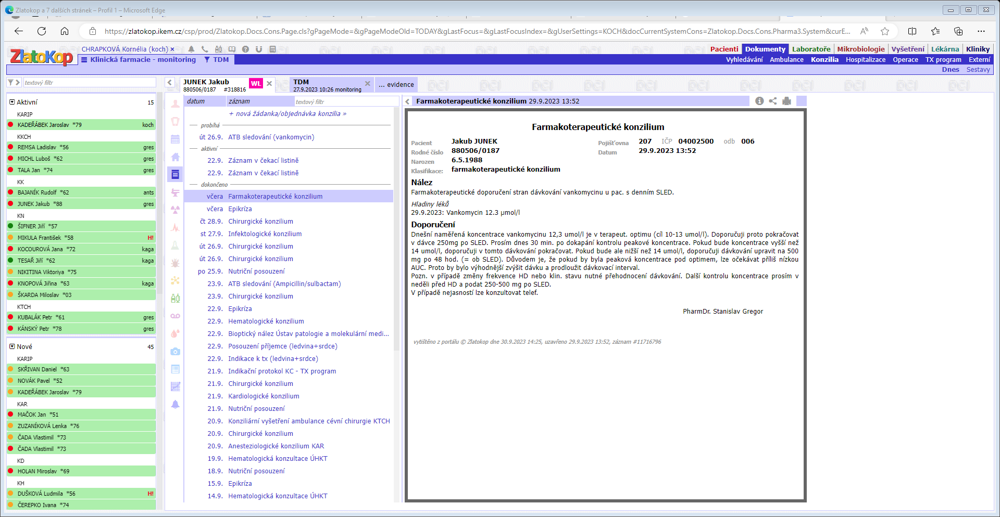 Zlatokop a 7 dalších stránek – Profil 1 – Microsoft Edge
https://zlatokop.ikem.cz/csp/prod/Zlatokop.Docs.Cons.Page.cls?gPageMode=&gPageModeOld=TODAY&gLastFocus=&gLastFocusIndex=&gUserSettings=KOCH&docCurrentSystemCons=Zlatokop.Docs.Cons.Pharma3.System&curE...
ZlatoKop
CHRAPKOVÁ Kornélia (koch) ×
Pacienti Dokumenty Laboratoře Mikrobiologie Vyšetření Lékárna Kliniky
Klinická farmacie - monitoring TDM
Vyhledávání Ambulance Konzilia Hospitalizace Operace TX program Externí
Dnes Sestavy
textový filtr
Aktivní 15
KARIP
KADEŘÁBEK Jaroslav *79 koch
KKCH
REMSA Ladislav *56 gres
MICHL Luboš *62 gres
TALA Jan *74 gres
KK
BAJANÍK Rudolf *62 ants
JUNEK Jakub *88 gres
KN
ŠIFNER Jiří *57
MIKULA František *58 H!
KOCOUROVÁ Jana *72 kaga
TESAŘ Jiří *62 kaga
NIKITINA Viktoriya *75
KNOPOVÁ Jiřina *63 kaga
ŠKARDA Miloslav *03
KTCH
KUBALÁK Petr *61 gres
KÁNSKÝ Petr *78 gres
Nové 45
KARIP
SKŘIVAN Daniel *63
NOVÁK Pavel *52
KADEŘÁBEK Jaroslav *79
KAR
MAČOK Jan *51
ZUZANÍKOVÁ Lenka *76
ČADA Vlastimil *73
ČADA Vlastimil *73
KD
HOLAN Miroslav *69
KH
DUŠKOVÁ Ludmila *56 H!
ČEREPKO Ivana *74
JUNEK Jakub WL
880506/0187 #318816
TDM
27.9.2023 10:26 monitoring
... evidence
datum záznam textový filtr
+ nová žádanka/objednávka konzilia »
probíhá
út 26.9. ATB sledování (vankomycin)
aktivní
22.9. Záznam v čekací listině
22.9. Záznam v čekací listině
dokončeno
včera Farmakoterapeutické konzilium
včera Epikríza
čt 28.9. Chirurgické konzilium
st 27.9. Infektologické konzilium
út 26.9. Chirurgické konzilium
út 26.9. Chirurgické konzilium
po 25.9. Nutriční posouzení
23.9. ATB sledování (Ampicillin/sulbactam)
23.9. Chirurgické konzilium
22.9. Epikríza
22.9. Hematologické konzilium
22.9. Bioptický nález Ústav patologie a molekulární medi...
22.9. Posouzení příjemce (ledvina+srdce)
22.9. Indikace k tx (ledvina+srdce)
21.9. Indikační protokol KC - TX program
21.9. Chirurgické konzilium
21.9. Kardiologické konzilium
21.9. Nutriční posouzení
20.9. Konziliární vyšetření ambulance cévní chirurgie KTCH
20.9. Chirurgické konzilium
20.9. Anesteziologické konzilium KAR
19.9. Hematologická konzultace ÚHKT
18.9. Nutriční posouzení
15.9. Epikríza
14.9. Hematologická konzultace ÚHKT
Farmakoterapeutické konzilium 29.9.2023 13:52
Farmakoterapeutické konzilium
Pacient Jakub JUNEK Pojišťovna 207 IČP 04002500 odb 006
Rodné číslo 880506/0187 Datum 29.9.2023 13:52
Narozen 6.5.1988
Klasifikace: farmakoterapeutické konzilium
Nález
Farmakoterapeutické doporučení stran dávkování vankomycinu u pac. s denním SLED.
Hladiny léků
29.9.2023: Vankomycin 12.3 µmol/l
Doporučení
Dnešní naměřená koncentrace vankomycinu 12,3 umol/l je v terapeut. optimu (cíl 10-13 umol/l). Doporučuji proto pokračovat
v dávce 250mg po SLED. Prosím dnes 30 min. po dokapání kontrolu peakové koncentrace. Pokud bude koncentrace vyšší než
14 umol/l, doporučuji v tomto dávkování pokračovat. Pokud bude ale nižší než 14 umol/l, doporučuji dávkování upravit na 500
mg po 48 hod. (= ob SLED). Důvodem je, že pokud by byla peaková koncentrace pod optimem, lze očekávat příliš nízkou
AUC. Proto by bylo výhodnější zvýšit dávku a prodloužit dávkovací interval.
Pozn. v případě změny frekvence HD nebo klin. stavu nutné přehodnocení dávkování. Další kontrolu koncentrace prosím v
neděli před HD a podat 250-500 mg po SLED.
V případě nejasností lze konzultovat telef.
PharmDr. Stanislav Gregor
vytištěno z portálu © Zlatokop dne 30.9.2023 14:25, uzavřeno 29.9.2023 13:52, záznam #11716796